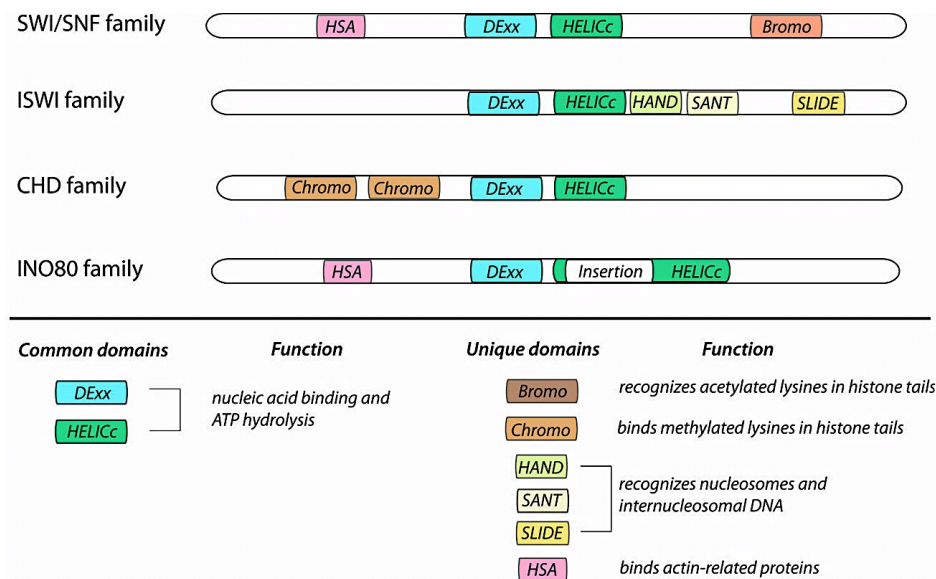 SWI/SNF family
HSA DExx HELICc Bromo
ISWI family
DExx HELICc HAND SANT SLIDE
CHD family
Chromo Chromo DExx HELICc
INO80 family
HSA DExx Insertion HELICc
Common domains Function
DExx
HELICc
nucleic acid binding and
ATP hydrolysis
Unique domains Function
Bromo recognizes acetylated lysines in histone tails
Chromo binds methylated lysines in histone tails
HAND
SANT
SLIDE
recognizes nucleosomes and
internucleosomal DNA
HSA binds actin-related proteins